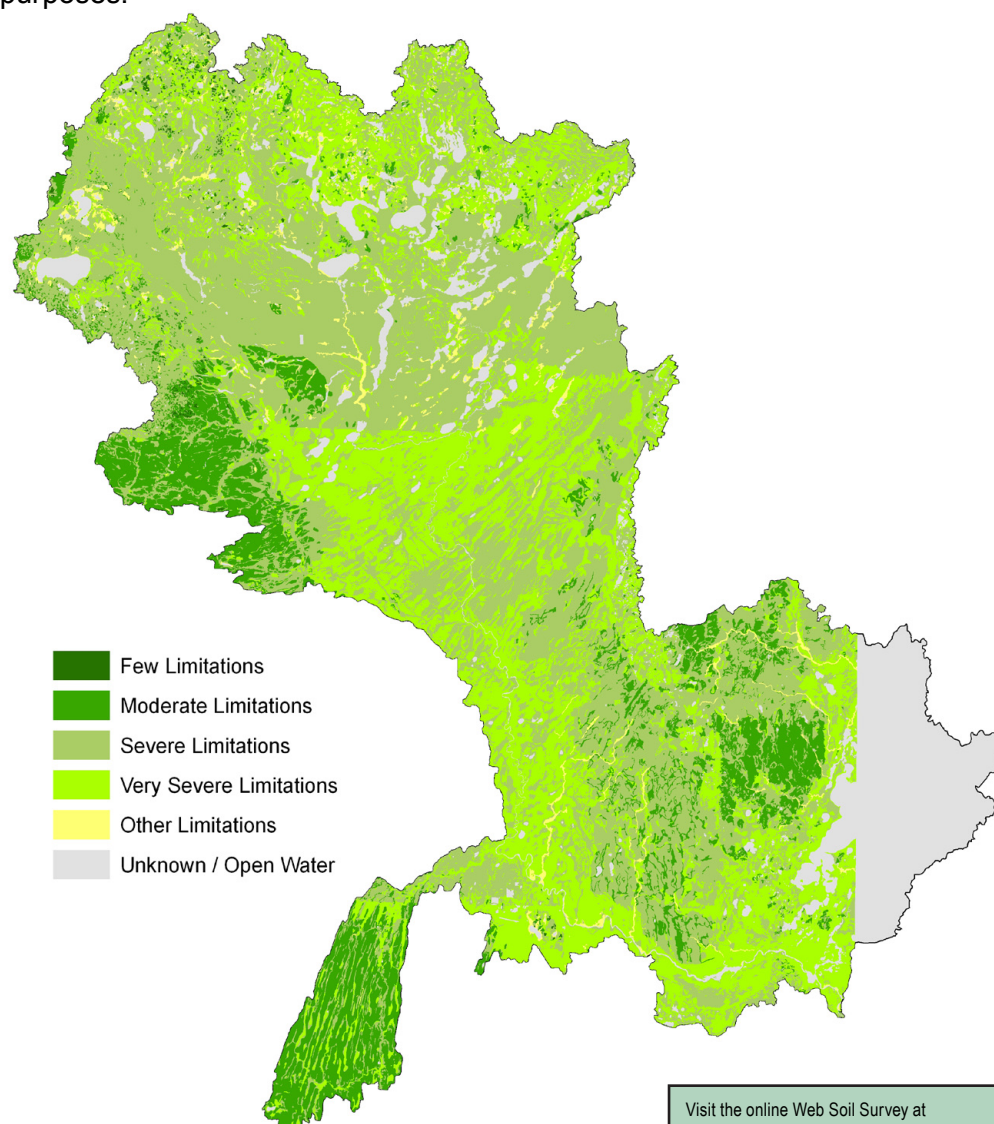 purposes.
Few Limitations
Moderate Limitations
Severe Limitations
Very Severe Limitations
Other Limitations
Unknown / Open Water
Visit the online Web Soil Survey at